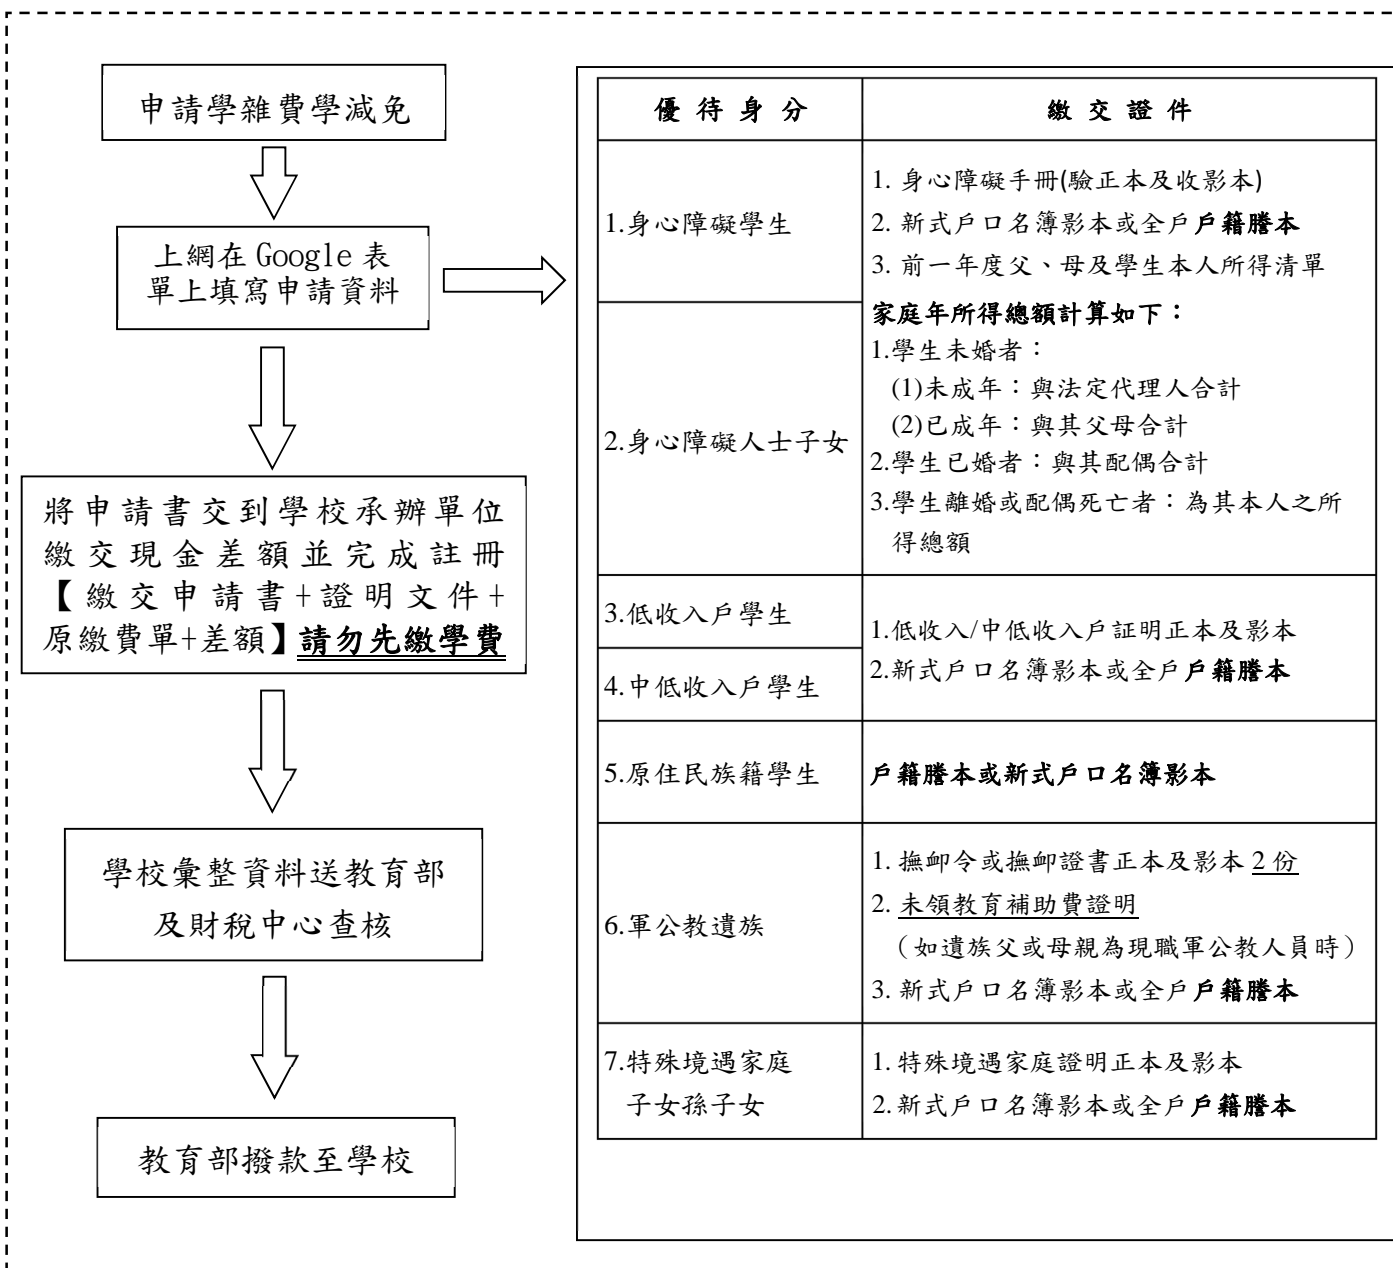 申請學雜費學減免
上網在 Google 表
單上填寫申請資料
將申請書交到學校承辦單位
繳交現金差額並完成註冊
【繳交申請書+證明文件+
原繳費單+差額】請勿先繳學費
學校彙整資料送教育部
及財稅中心查核
教育部撥款至學校
優待身分
繳交證件
1.身心障礙學生
1. 身心障礙手冊(驗正本及收影本)
2. 新式戶口名簿影本或全戶戶籍謄本
3. 前一年度父、母及學生本人所得清單
家庭年所得總額計算如下：
1.學生未婚者：
(1)未成年：與法定代理人合計
(2)已成年：與其父母合計
2.身心障礙人士子女
2.學生已婚者：與其配偶合計
3.學生離婚或配偶死亡者：為其本人之所
得總額
3.低收入戶學生
4.中低收入戶學生
1.低收入/中低收入戶証明正本及影本
2.新式戶口名簿影本或全戶戶籍謄本
5.原住民族籍學生
戶籍謄本或新式戶口名簿影本
6.軍公教遺族
1. 撫卹令或撫卹證書正本及影本 2 份
2. 未領教育補助費證明
（如遺族父或母親為現職軍公教人員時）
3. 新式戶口名簿影本或全戶戶籍謄本
7.特殊境遇家庭
子女孫子女
1. 特殊境遇家庭證明正本及影本
2.新式戶口名簿影本或全戶戶籍謄本